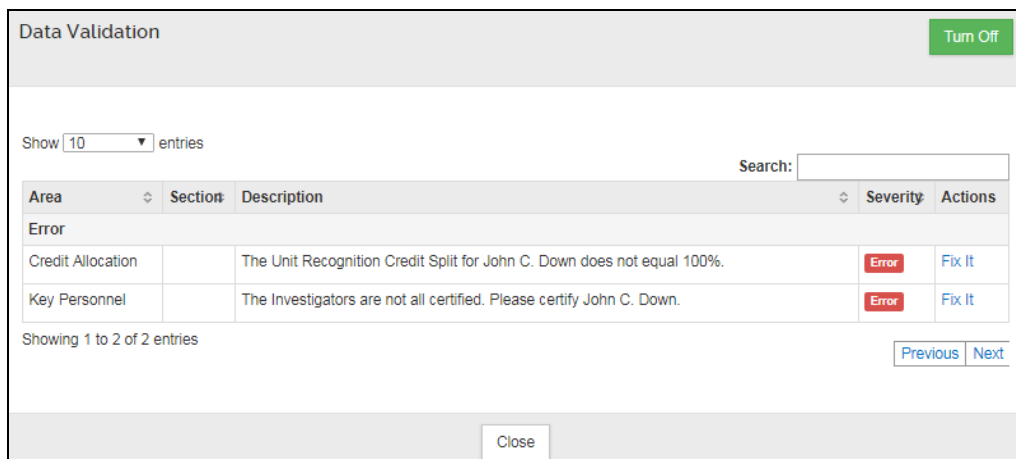 Data Validation
Turn Off
Show 10 entries
Search:
Area Section Description Severity Actions
Error
Credit Allocation The Unit Recognition Credit Split for John C. Down does not equal 100%. Error Fix It
Key Personnel The Investigators are not all certified. Please certify John C. Down. Error Fix It
Showing 1 to 2 of 2 entries
Previous Next
Close